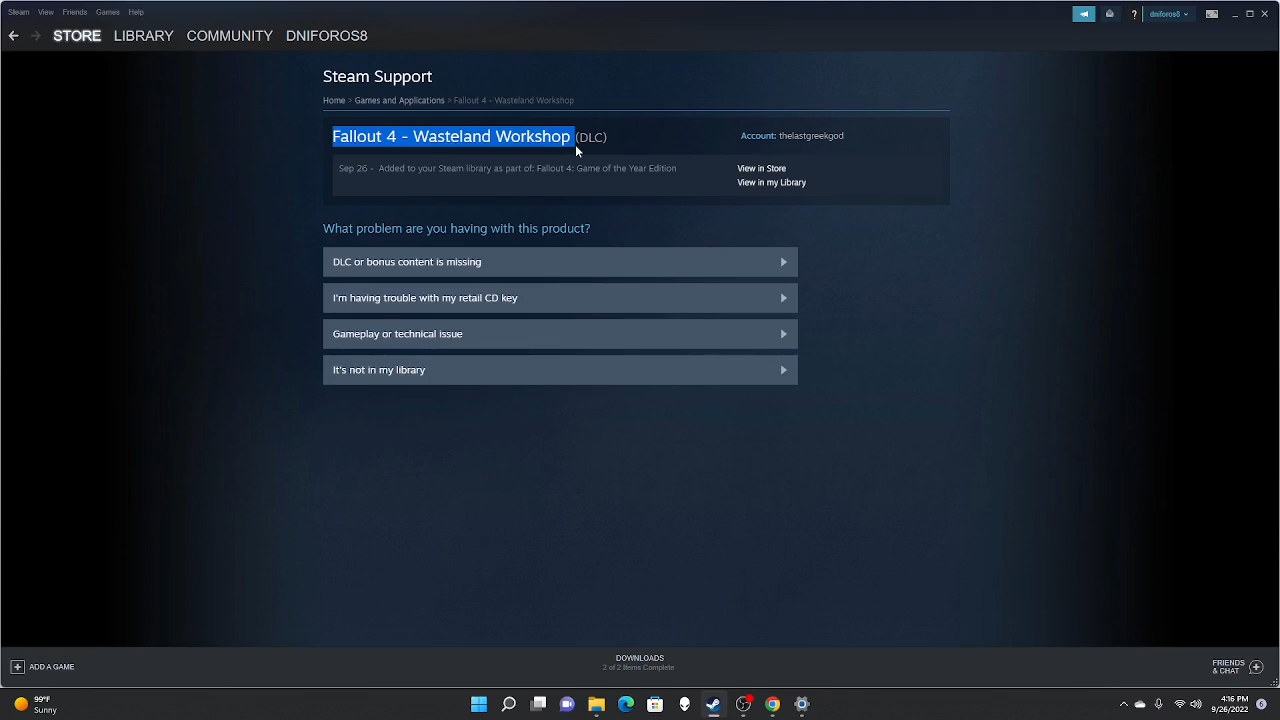 Steam View Friends Games Help
dniforos8
STORE LIBRARY COMMUNITY DNIFOROS8
Steam Support
Home > Games and Applications > Fallout 4 - Wasteland Workshop
Fallout 4 - Wasteland Workshop (DLC)
Account: thelastgreekgod
Sep 26 - Added to your Steam library as part of: Fallout 4: Game of the Year Edition
View in Store
View in my Library
What problem are you having with this product?
DLC or bonus content is missing
I'm having trouble with my retail CD key
Gameplay or technical issue
It's not in my library
ADD A GAME
DOWNLOADS
2 of 2 Items Complete
FRIENDS
& CHAT
99°F
Sunny
4:16 PM
9/26/2022